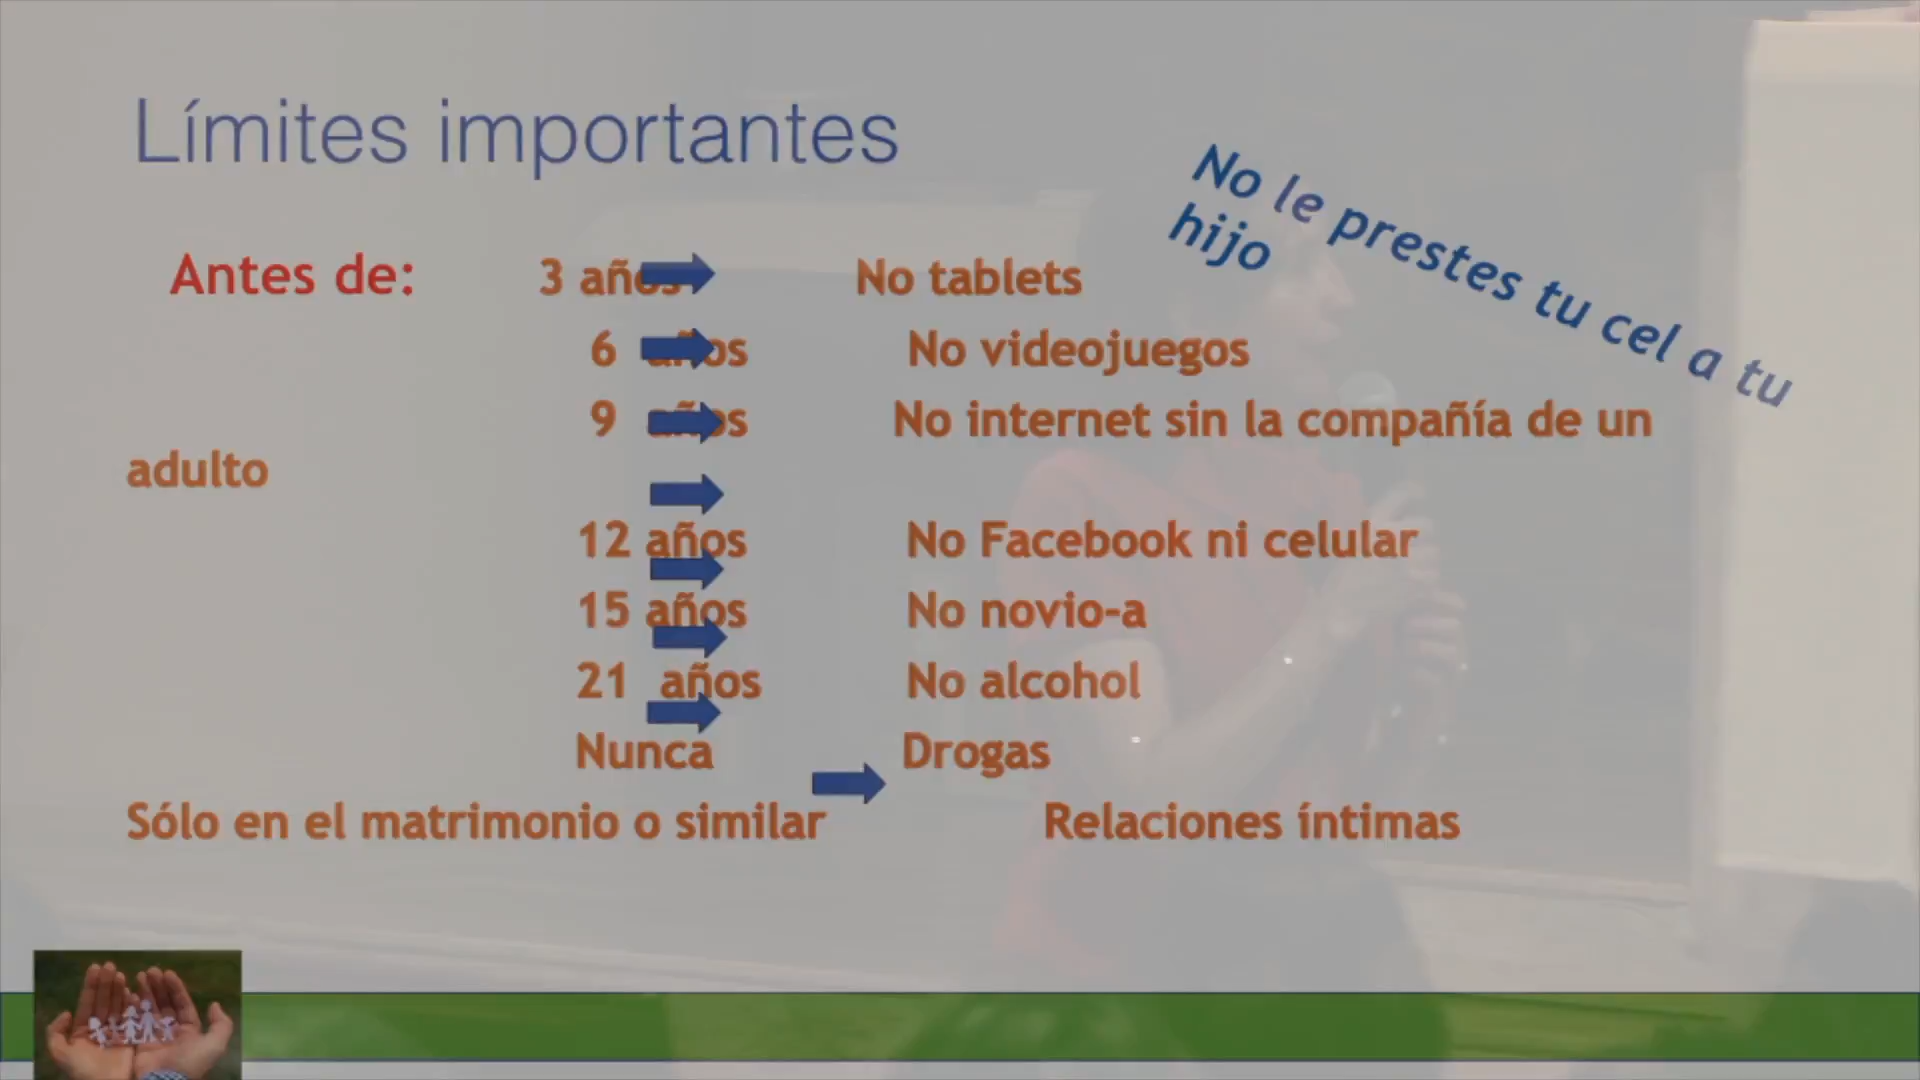 Límites importantes
No le prestes tu cel a tu
hijo
Antes de: 3 años No tablets
6 años No videojuegos
9 años No internet sin la compañía de un
adulto
12 años No Facebook ni celular
15 años No novio-a
21 años No alcohol
Nunca Drogas
Sólo en el matrimonio o similar Relaciones íntimas